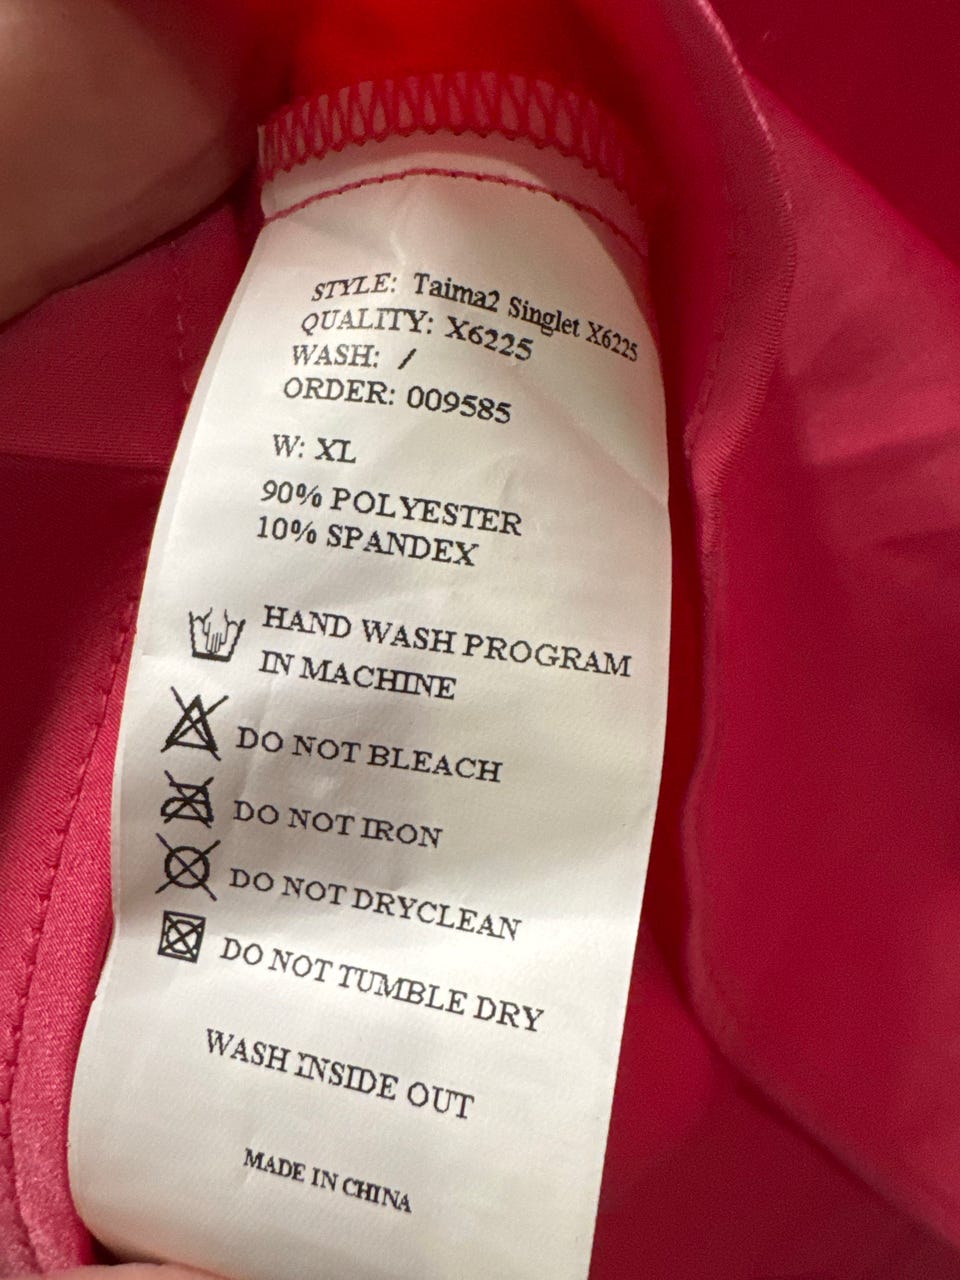 STYLE: Taima2 Singlet X6225
QUALITY: X6225
WASH: /
ORDER: 009585
W: XL
90% POLYESTER
10% SPANDEX
HAND WASH PROGRAM
IN MACHINE
DO NOT BLEACH
DO NOT IRON
DO NOT DRYCLEAN
DO NOT TUMBLE DRY
WASH INSIDE OUT
MADE IN CHINA